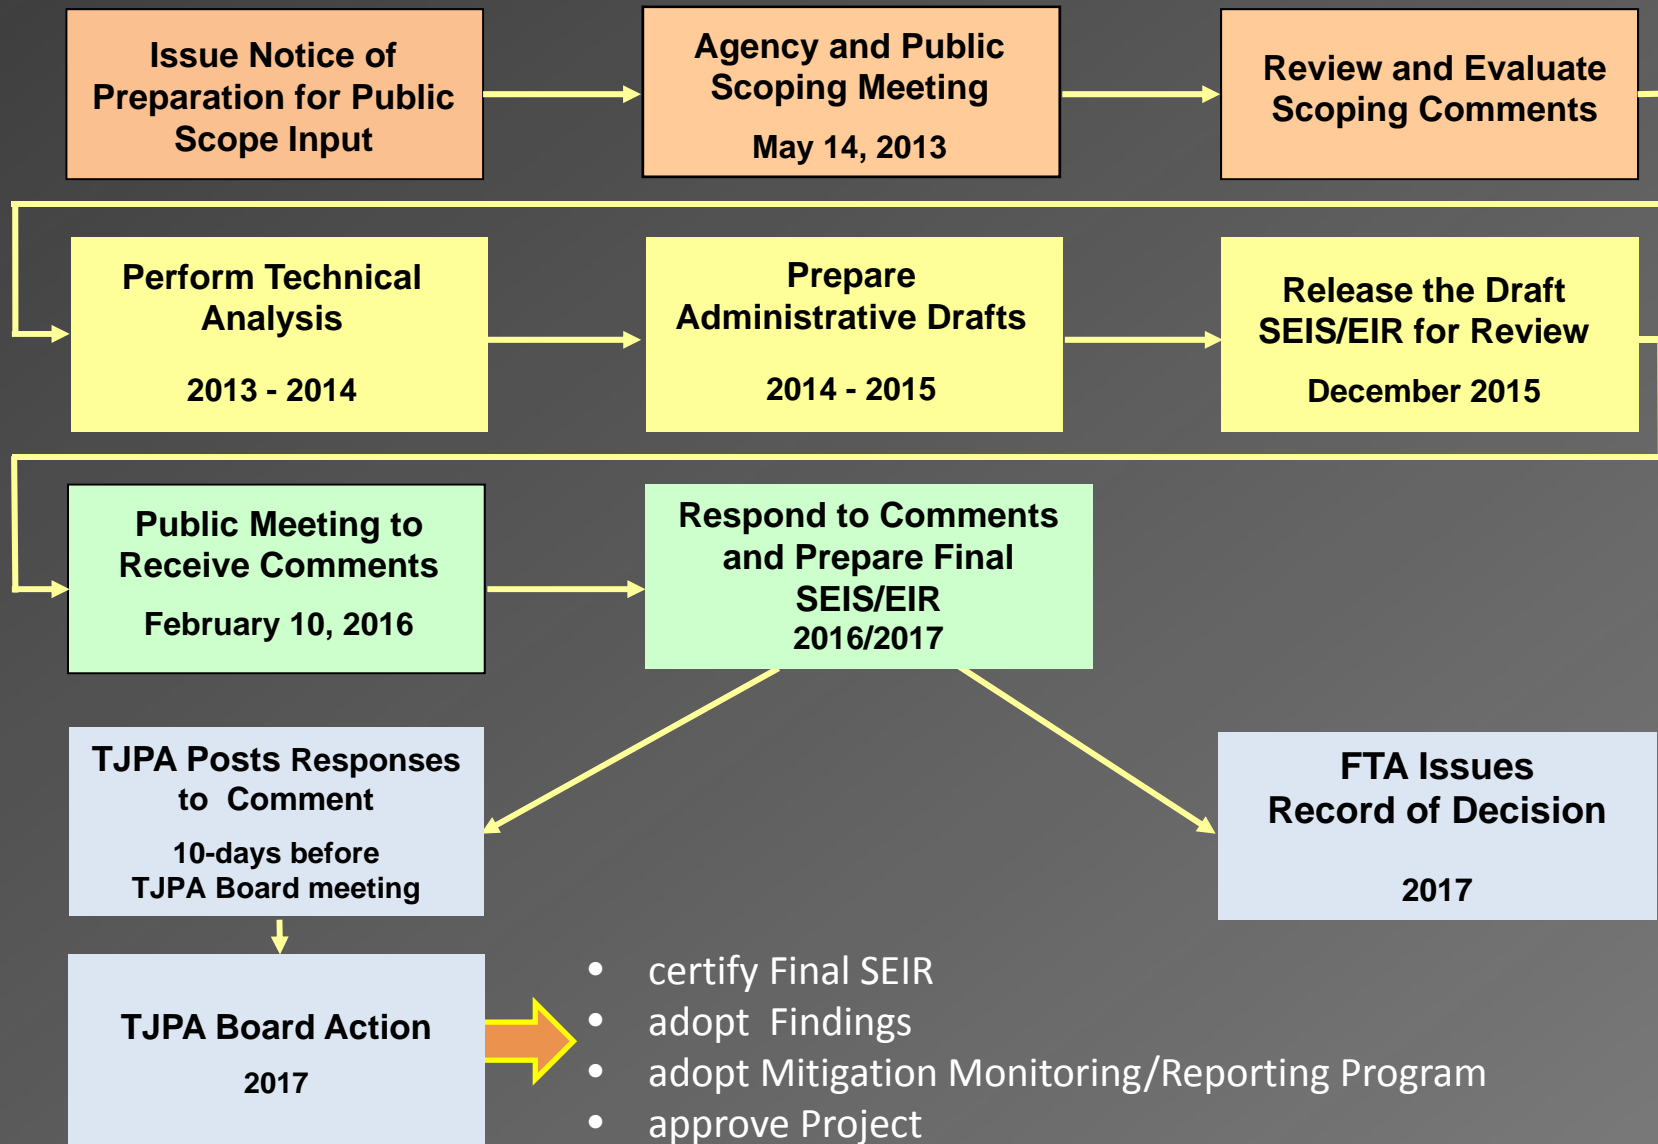 Issue Notice of
Preparation for Public
Scope Input
Agency and Public
Scoping Meeting
May 14, 2013
Review and Evaluate
Scoping Comments
Perform Technical
Analysis
2013 - 2014
Prepare
Administrative Drafts
2014 - 2015
Release the Draft
SEIS/EIR for Review
December 2015
Public Meeting to
Receive Comments
February 10, 2016
Respond to Comments
and Prepare Final
SEIS/EIR
2016/2017
TJPA Posts Responses
to Comment
10-days before
TJPA Board meeting
FTA Issues
Record of Decision
2017
TJPA Board Action
2017
• certify Final SEIR
• adopt Findings
• adopt Mitigation Monitoring/Reporting Program
• approve Project